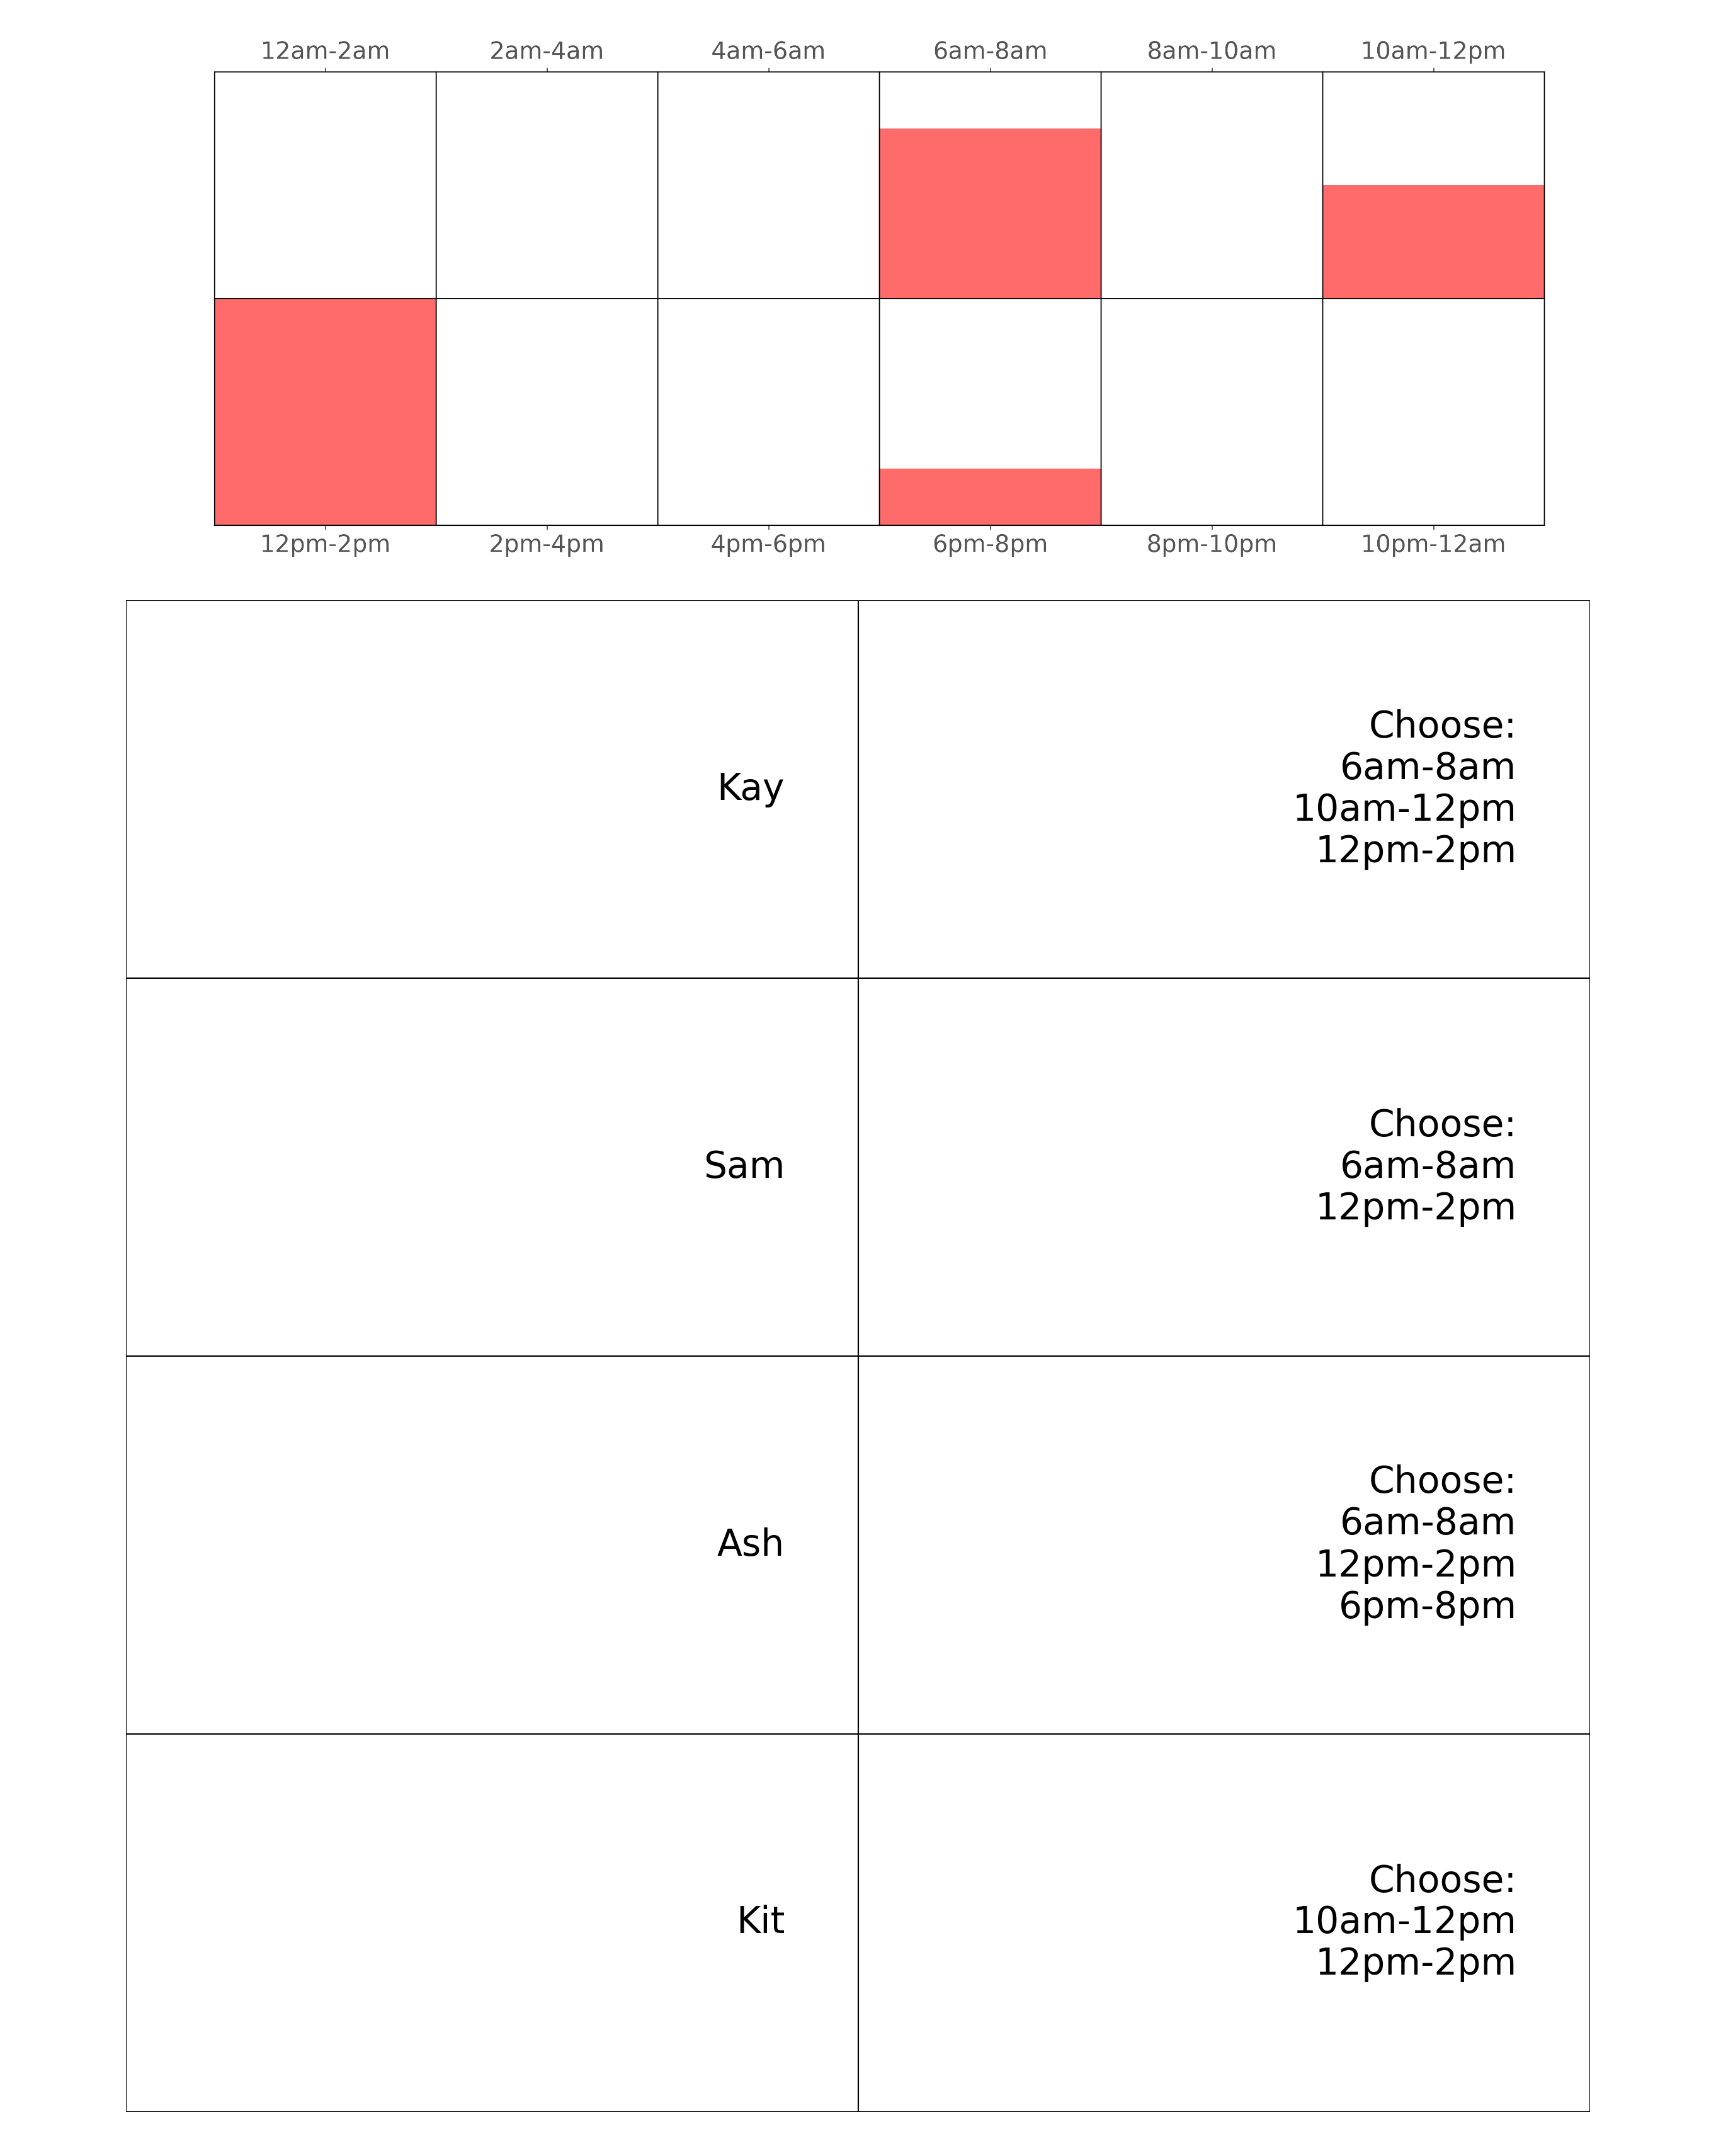 12am-2am 2am-4am 4am-6am 6am-8am 8am-10am 10am-12pm
12pm-2pm 2pm-4pm 4pm-6pm 6pm-8pm 8pm-10pm 10pm-12am
Kay
Choose:
6am-8am
10am-12pm
12pm-2pm
Sam
Choose:
6am-8am
12pm-2pm
Ash
Choose:
6am-8am
12pm-2pm
6pm-8pm
Kit
Choose:
10am-12pm
12pm-2pm